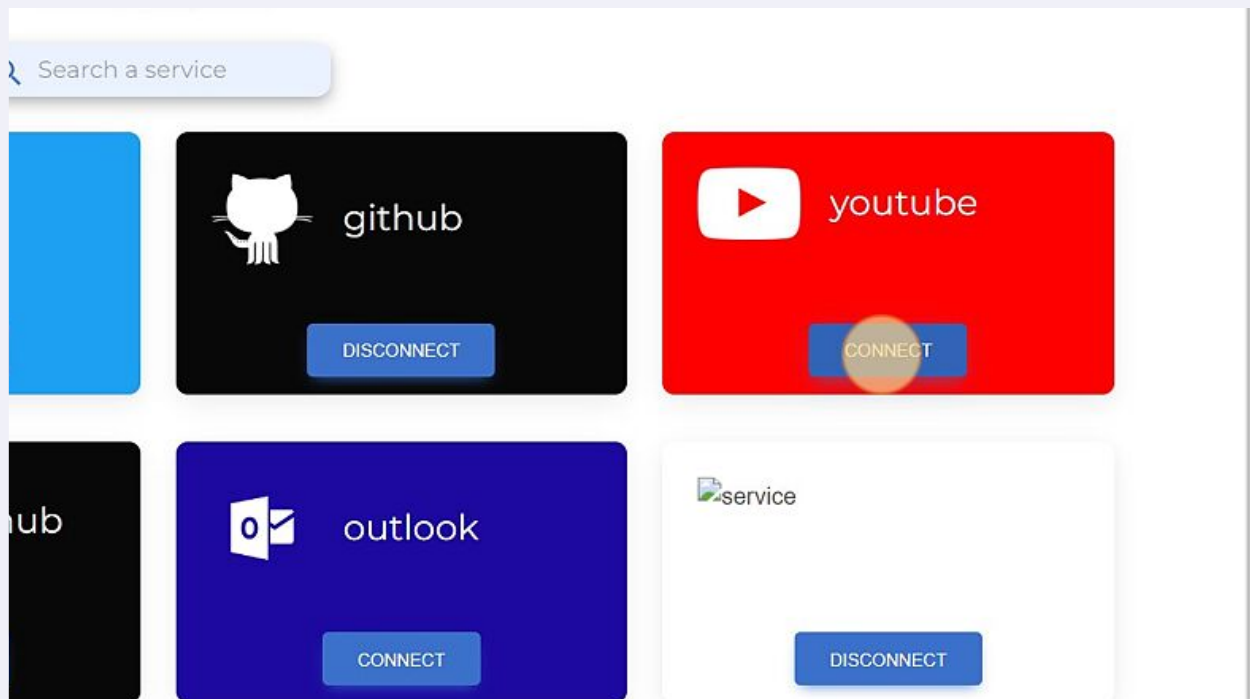 Search a service
github
youtube
DISCONNECT
CONNECT
ub
outlook
service
CONNECT
DISCONNECT